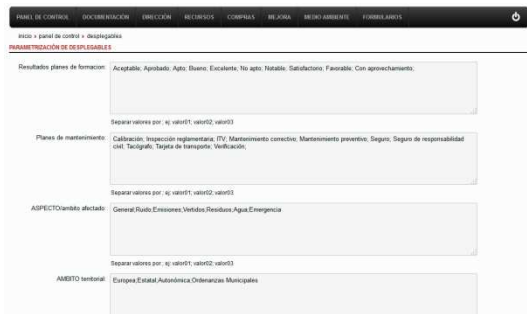 PANEL DE CONTROL DOCUMENTACIÓN DIRECCIÓN RECURSOS COMPRAS MEJORA MEDIO AMBIENTE FORMULARIOS
inicio » panel de control » desplegables
PARAMETRIZACIÓN DE DESPLEGABLES
Resultados planes de formacion: Aceptable; Aprobado; Apto; Bueno; Excelente; No apto; Notable; Satisfactorio; Favorable; Con aprovechamiento;
Separar valores por ; ej: valor01; valor02; valor03
Planes de mantenimiento: Calibración; Inspección reglamentaria; ITV; Mantenimiento correctivo; Mantenimiento preventivo; Seguro; Seguro de responsabilidad
civil; Tacógrafo; Tarjeta de transporte; Verificación;
Separar valores por ; ej: valor01; valor02; valor03
ASPECTO/ambito afectado: General;Ruido;Emisiones;Vertidos;Residuos;Agua;Emergencia
Separar valores por ; ej: valor01; valor02; valor03
AMBITO territorial: Europea;Estatal;Autonómica;Ordenanzas Municipales